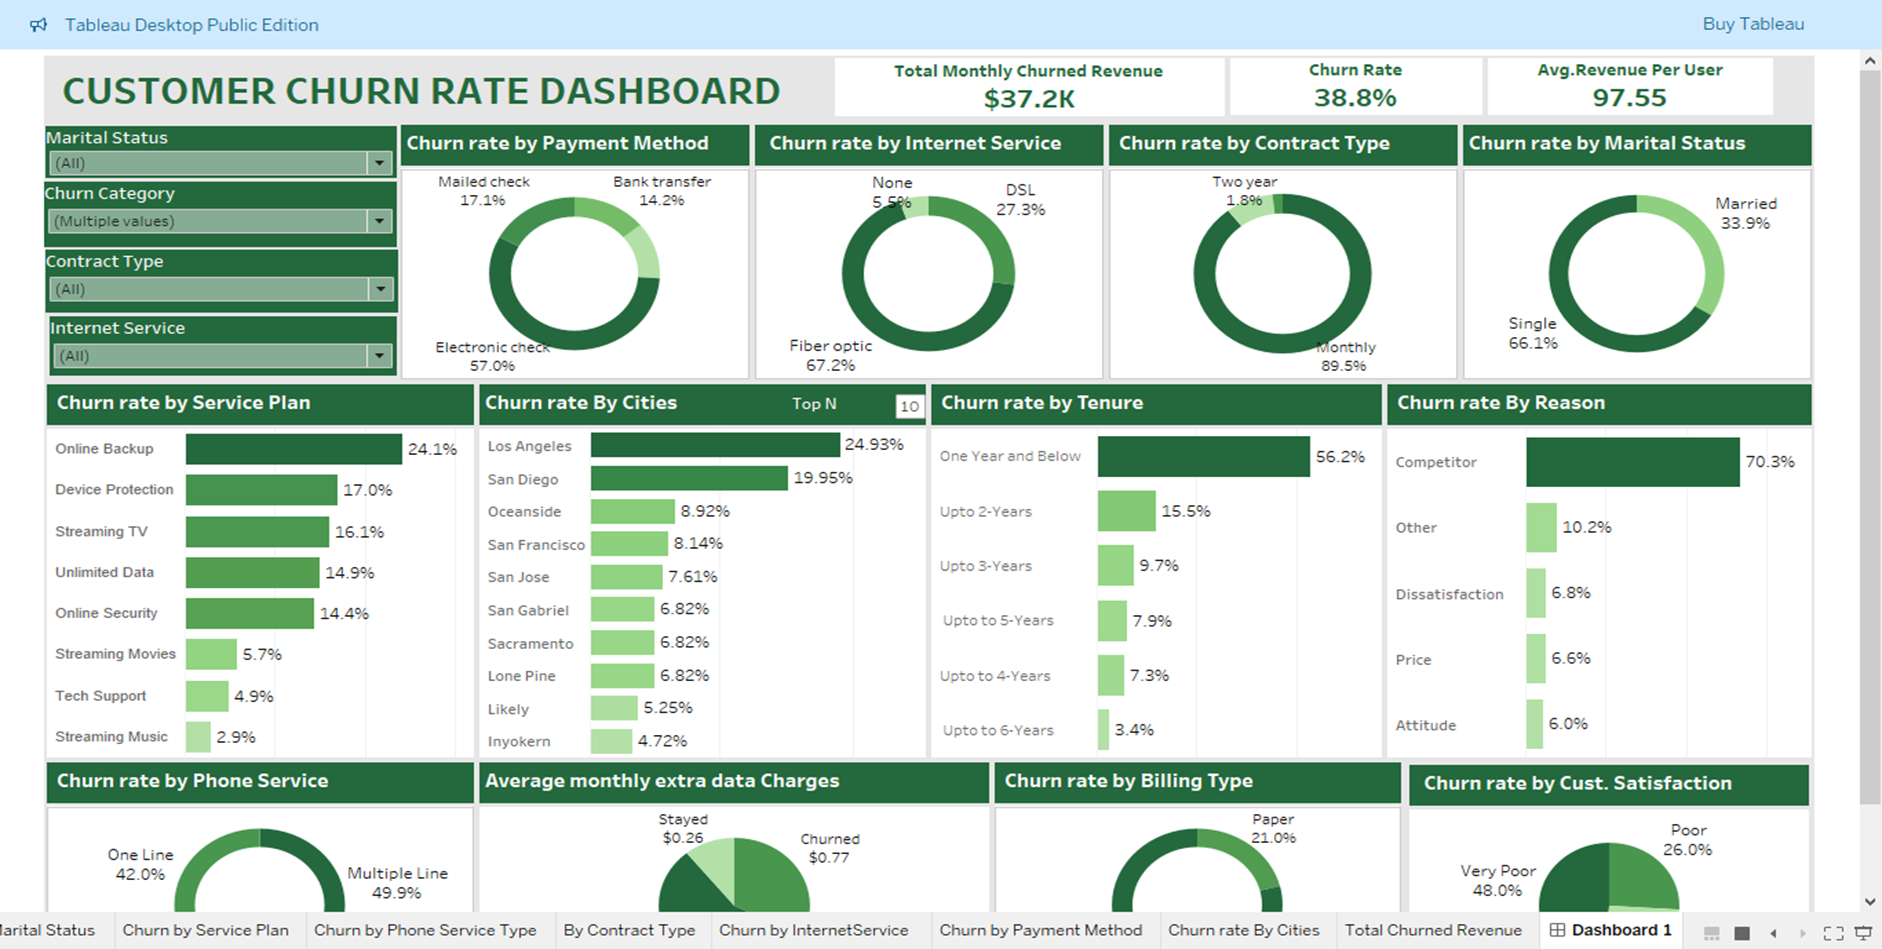 Tableau Desktop Public Edition
Buy Tableau
CUSTOMER CHURN RATE DASHBOARD
Total Monthly Churned Revenue
$37.2K
Churn Rate
38.8%
Avg.Revenue Per User
97.55
Marital Status
(All)
Churn Category
(Multiple values)
Contract Type
(All)
Internet Service
(All)
Churn rate by Payment Method
Mailed check
17.1%
Bank transfer
14.2%
Electronic check
57.0%
Churn rate by Internet Service
None
5.5%
DSL
27.3%
Fiber optic
67.2%
Churn rate by Contract Type
Two year
1.8%
Monthly
89.5%
Churn rate by Marital Status
Married
33.9%
Single
66.1%
Churn rate by Service Plan
Online Backup 24.1%
Device Protection 17.0%
Streaming TV 16.1%
Unlimited Data 14.9%
Online Security 14.4%
Streaming Movies 5.7%
Tech Support 4.9%
Streaming Music 2.9%
Churn rate By Cities Top N 10
Los Angeles 24.93%
San Diego 19.95%
Oceanside 8.92%
San Francisco 8.14%
San Jose 7.61%
San Gabriel 6.82%
Sacramento 6.82%
Lone Pine 6.82%
Likely 5.25%
Inyokern 4.72%
Churn rate by Tenure
One Year and Below 56.2%
Upto 2-Years 15.5%
Upto 3-Years 9.7%
Upto to 5-Years 7.9%
Upto to 4-Years 7.3%
Upto to 6-Years 3.4%
Churn rate By Reason
Competitor 70.3%
Other 10.2%
Dissatisfaction 6.8%
Price 6.6%
Attitude 6.0%
Churn rate by Phone Service
One Line
42.0%
Multiple Line
49.9%
Average monthly extra data Charges
Stayed
$0.26
Churned
$0.77
Churn rate by Billing Type
Paper
21.0%
Churn rate by Cust. Satisfaction
Poor
26.0%
Very Poor
48.0%
arital Status
Churn by Service Plan
Churn by Phone Service Type
By Contract Type
Churn by InternetService
Churn by Payment Method
Churn rate By Cities
Total Churned Revenue
Dashboard 1